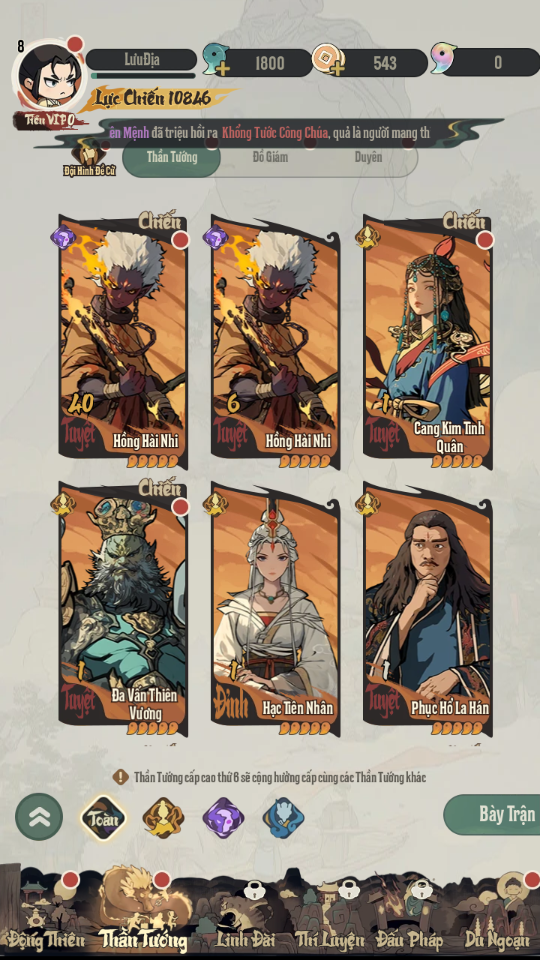 8
LưuĐịa
1800
543
0
Lực Chiến 10846
Tiên VIP 0
ên Mệnh đã triệu hồi ra Khổng Tước Công Chúa, quả là người mang th
Đội Hình Đề Cử
Thần Tướng
Đồ Giám
Duyên
Chiến
40
Tuyệt
Hồng Hài Nhi
6
Tuyệt
Hồng Hài Nhi
Chiến
1
Tuyệt
Cang Kim Tinh Quân
Chiến
1
Tuyệt
Đa Văn Thiên Vương
1
Đỉnh
Hạc Tiên Nhân
1
Tuyệt
Phục Hổ La Hán
Thần Tướng cấp cao thứ 6 sẽ cộng hưởng cấp cùng các Thần Tướng khác
Toàn
Bày Trận
Động Thiên
Thần Tướng
Linh Đài
Thí Luyện
Đấu Pháp
Du Ngoạn